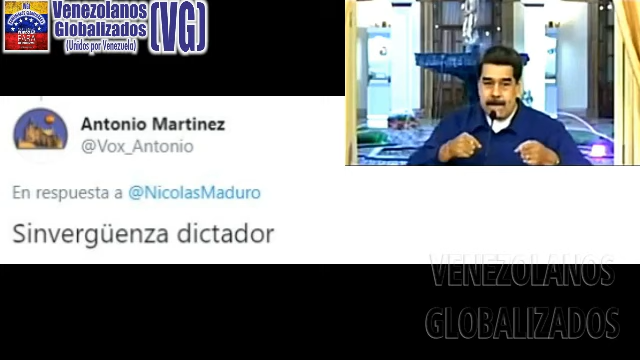 Venezolanos
Globalizados
(Unidos por Venezuela)
(VG)
Antonio Martinez
@Vox_Antonio
En respuesta a @NicolasMaduro
Sinvergüenza dictador
VENEZOLANOS
GLOBALIZADOS